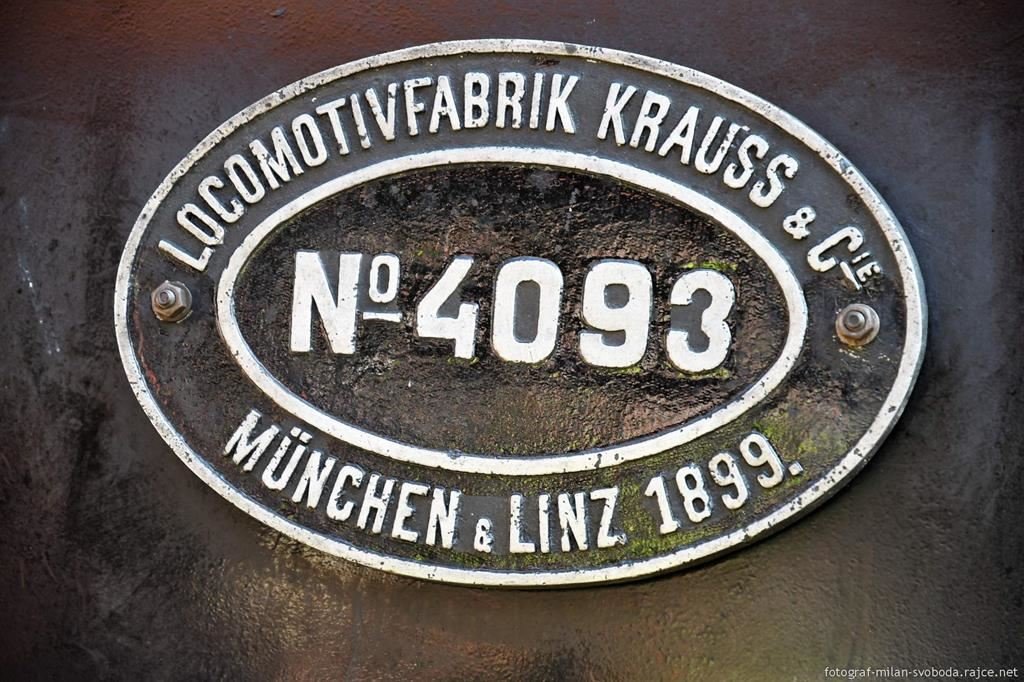 LOCOMOTIVFABRIK KRAUSS & CIE
No 4093
MÜNCHEN & LINZ 1899.
fotograf-milan-svoboda.rajce.net